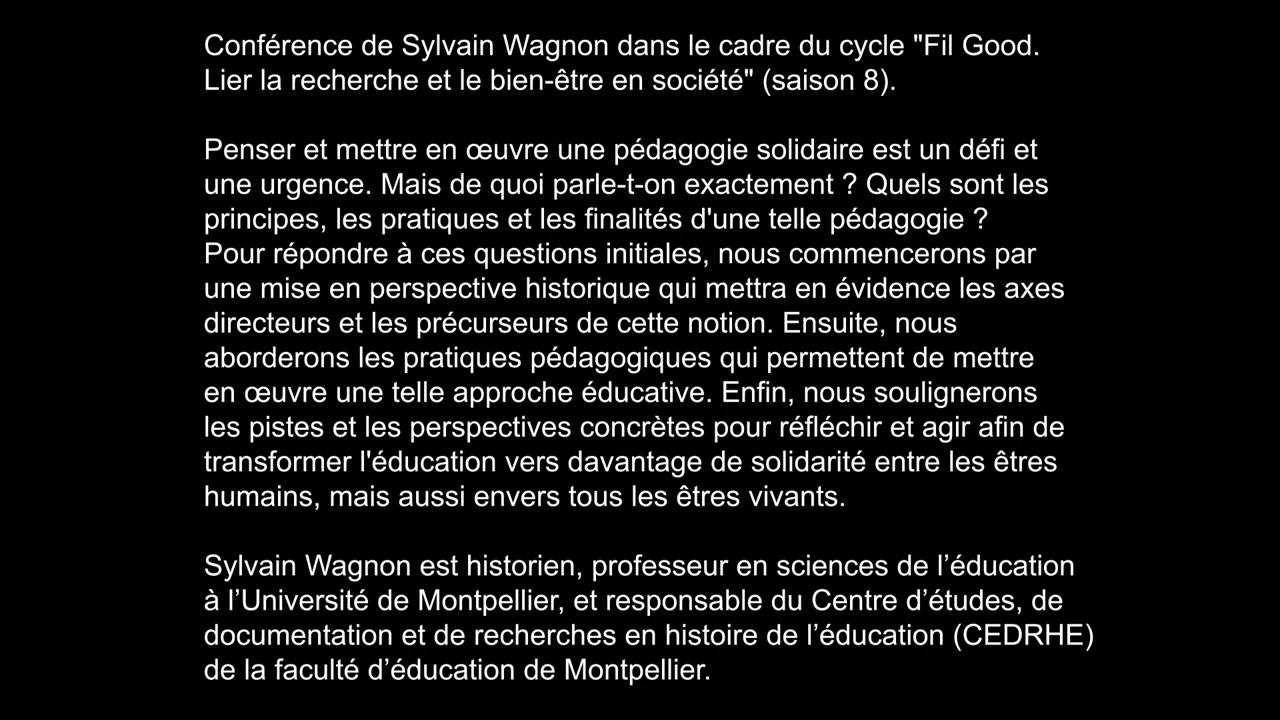 Conférence de Sylvain Wagnon dans le cadre du cycle "Fil Good.
Lier la recherche et le bien-être en société" (saison 8).
Penser et mettre en œuvre une pédagogie solidaire est un défi et
une urgence. Mais de quoi parle-t-on exactement ? Quels sont les
principes, les pratiques et les finalités d'une telle pédagogie ?
Pour répondre à ces questions initiales, nous commencerons par
une mise en perspective historique qui mettra en évidence les axes
directeurs et les précurseurs de cette notion. Ensuite, nous
aborderons les pratiques pédagogiques qui permettent de mettre
en œuvre une telle approche éducative. Enfin, nous soulignerons
les pistes et les perspectives concrètes pour réfléchir et agir afin de
transformer l'éducation vers davantage de solidarité entre les êtres
humains, mais aussi envers tous les êtres vivants.
Sylvain Wagnon est historien, professeur en sciences de l’éducation
à l’Université de Montpellier, et responsable du Centre d’études, de
documentation et de recherches en histoire de l’éducation (CEDRHE)
de la faculté d’éducation de Montpellier.